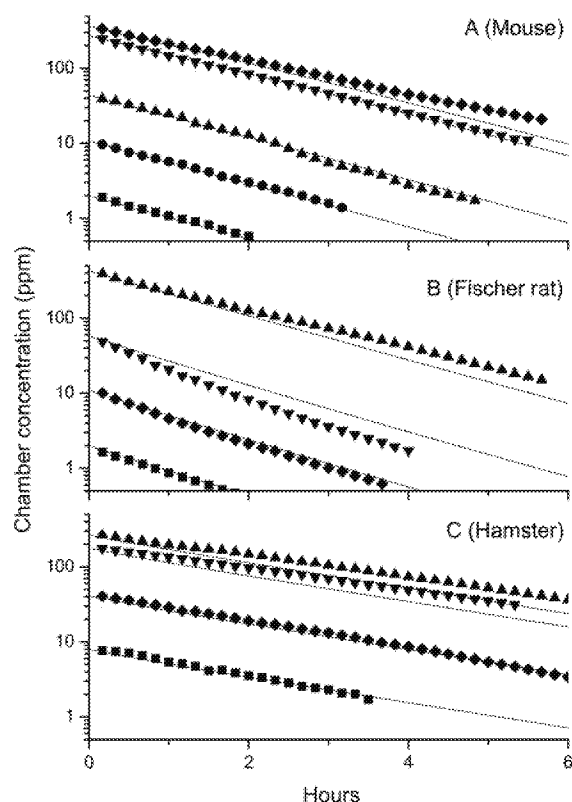 A (Mouse)
100
10
1
B (Fischer rat)
100
10
1
C (Hamster)
100
10
1
0
2
4
6
Chamber concentration (ppm)
Hours